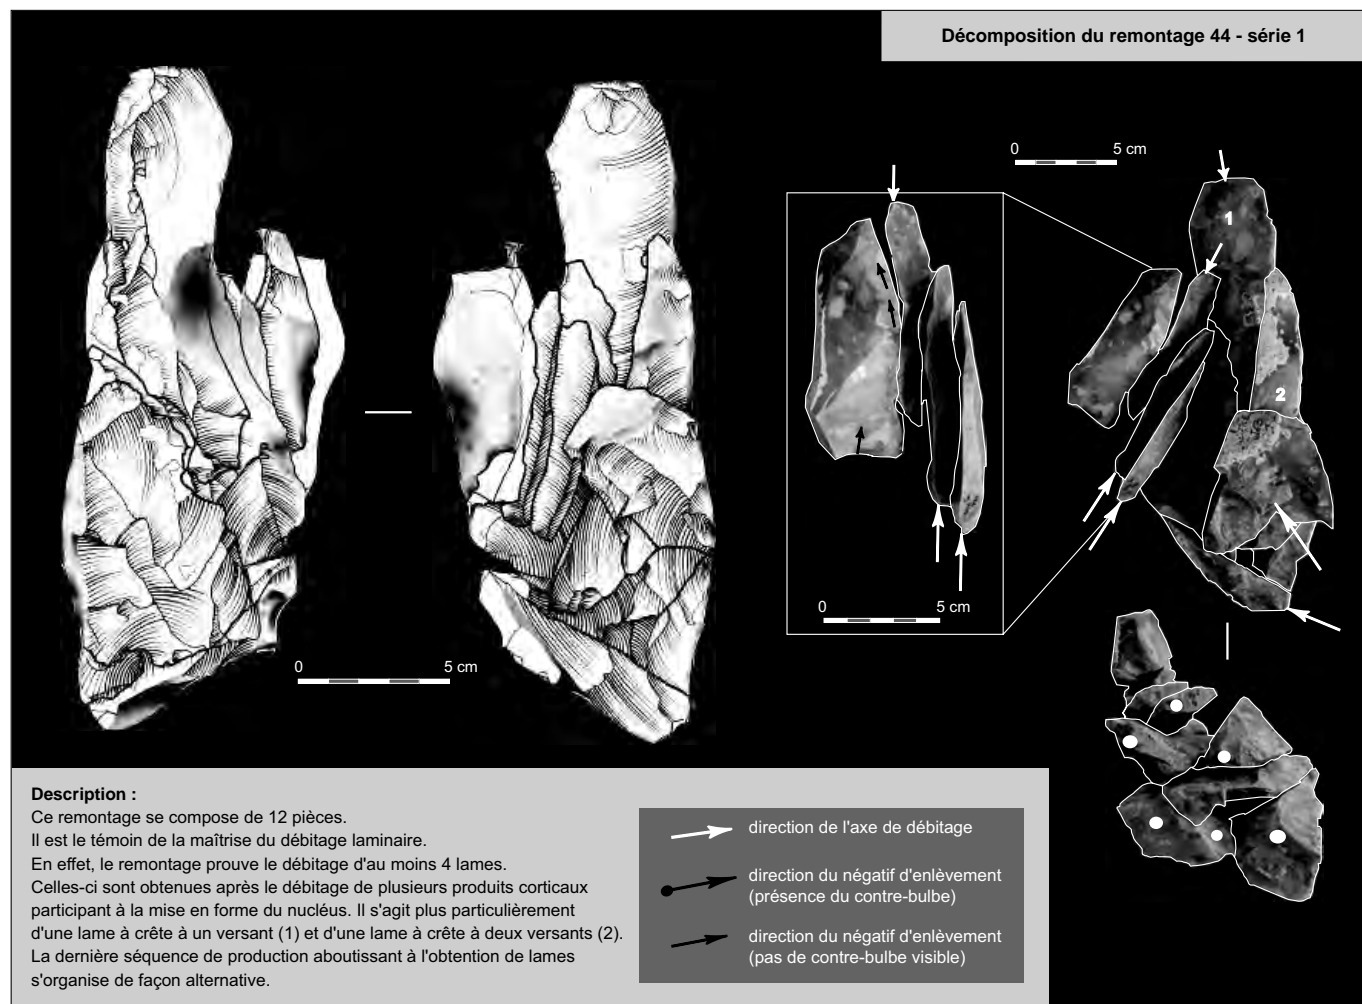 Décomposition du remontage 44 - série 1
0 5 cm
1
2
0 5 cm
0 5 cm
Description :
Ce remontage se compose de 12 pièces.
Il est le témoin de la maîtrise du débitage laminaire.
En effet, le remontage prouve le débitage d'au moins 4 lames.
Celles-ci sont obtenues après le débitage de plusieurs produits corticaux
participant à la mise en forme du nucléus. Il s'agit plus particulièrement
d'une lame à crête à un versant (1) et d'une lame à crête à deux versants (2).
La dernière séquence de production aboutissant à l'obtention de lames
s'organise de façon alternative.
direction de l'axe de débitage
direction du négatif d'enlèvement
(présence du contre-bulbe)
direction du négatif d'enlèvement
(pas de contre-bulbe visible)